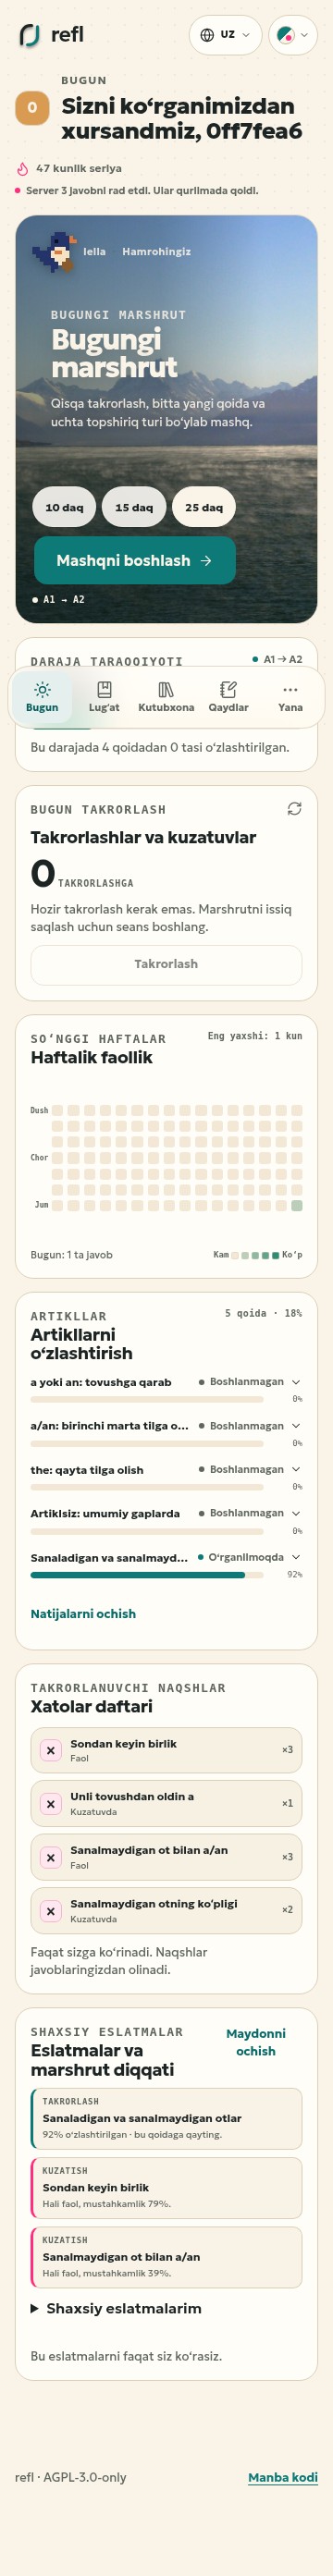 refl
UZ
BUGUN
0
Sizni ko‘rganimizdan
xursandmiz, 0ff7fea6
47 kunlik seriya
Server 3 javobni rad etdi. Ular qurilmada qoldi.
lella
Hamrohingiz
BUGUNGI MARSHRUT
Bugungi
marshrut
Qisqa takrorlash, bitta yangi qoida va
uchta topshiriq turi bo‘ylab mashq.
10 daq
15 daq
25 daq
Mashqni boshlash →
A1 → A2
DARAJA TARAQQIYOTI
A1 → A2
Bugun
Lug‘at
Kutubxona
Qaydlar
Yana
Bu darajada 4 qoidadan 0 tasi o‘zlashtirilgan.
BUGUN TAKRORLASH
Takrorlashlar va kuzatuvlar
0 TAKRORLASHGA
Hozir takrorlash kerak emas. Marshrutni issiq
saqlash uchun seans boshlang.
Takrorlash
SO‘NGGI HAFTALAR
Eng yaxshi: 1 kun
Haftalik faollik
Dush
Chor
Jum
Bugun: 1 ta javob
Kam
Ko‘p
ARTIKLLAR
5 qoida · 18%
Artikllarni
o‘zlashtirish
a yoki an: tovushga qarab
Boshlanmagan
0%
a/an: birinchi marta tilga o...
Boshlanmagan
0%
the: qayta tilga olish
Boshlanmagan
0%
Artiklsiz: umumiy gaplarda
Boshlanmagan
0%
Sanaladigan va sanalmayd...
O‘rganilmoqda
92%
Natijalarni ochish
TAKRORLANUVCHI NAQSHLAR
Xatolar daftari
Sondan keyin birlik
Faol
×3
Unli tovushdan oldin a
Kuzatuvda
×1
Sanalmaydigan ot bilan a/an
Faol
×3
Sanalmaydigan otning ko‘pligi
Kuzatuvda
×2
Faqat sizga ko‘rinadi. Naqshlar
javoblaringizdan olinadi.
SHAXSIY ESLATMALAR
Eslatmalar va
marshrut diqqati
Maydonni
ochish
TAKRORLASH
Sanaladigan va sanalmaydigan otlar
92% o‘zlashtirilgan · bu qoidaga qayting.
KUZATISH
Sondan keyin birlik
Hali faol, mustahkamlik 79%.
KUZATISH
Sanalmaydigan ot bilan a/an
Hali faol, mustahkamlik 39%.
Shaxsiy eslatmalarim
Bu eslatmalarni faqat siz ko‘rasiz.
refl · AGPL-3.0-only
Manba kodi